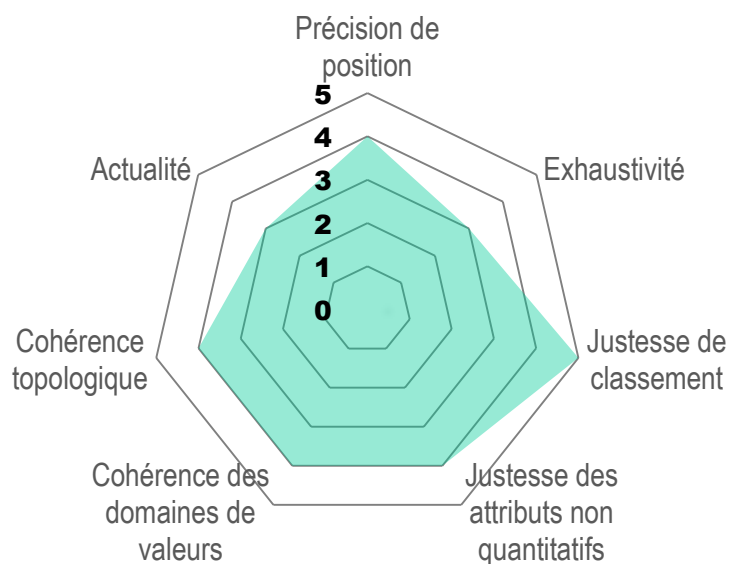 Précision de
position
5
4
3
2
1
0
Actualité
Exhaustivité
Cohérence
topologique
Justesse de
classement
Cohérence des
domaines de
valeurs
Justesse des
attributs non
quantitatifs